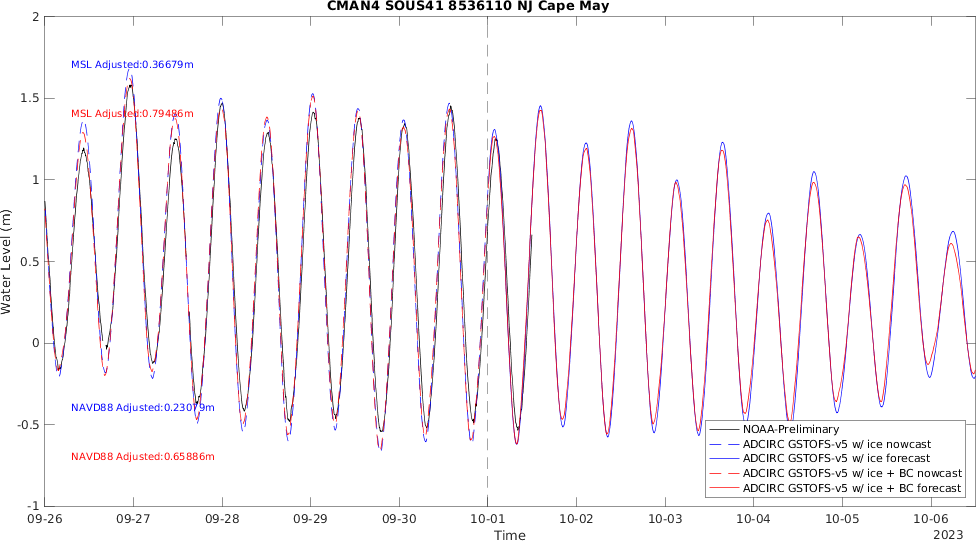 CMAN4 SOUS41 8536110 NJ Cape May
2
1.5
1
0.5
0
-0.5
-1
Water Level (m)
MSL Adjusted:0.36679m
MSL Adjusted:0.79486m
NAVD88 Adjusted:0.23079m
NAVD88 Adjusted:0.65886m
NOAA-Preliminary
ADCIRC GSTOFS-v5 w/ ice nowcast
ADCIRC GSTOFS-v5 w/ ice forecast
ADCIRC GSTOFS-v5 w/ ice + BC nowcast
ADCIRC GSTOFS-v5 w/ ice + BC forecast
09-26 09-27 09-28 09-29 09-30 10-01 10-02 10-03 10-04 10-05 10-06
Time
2023